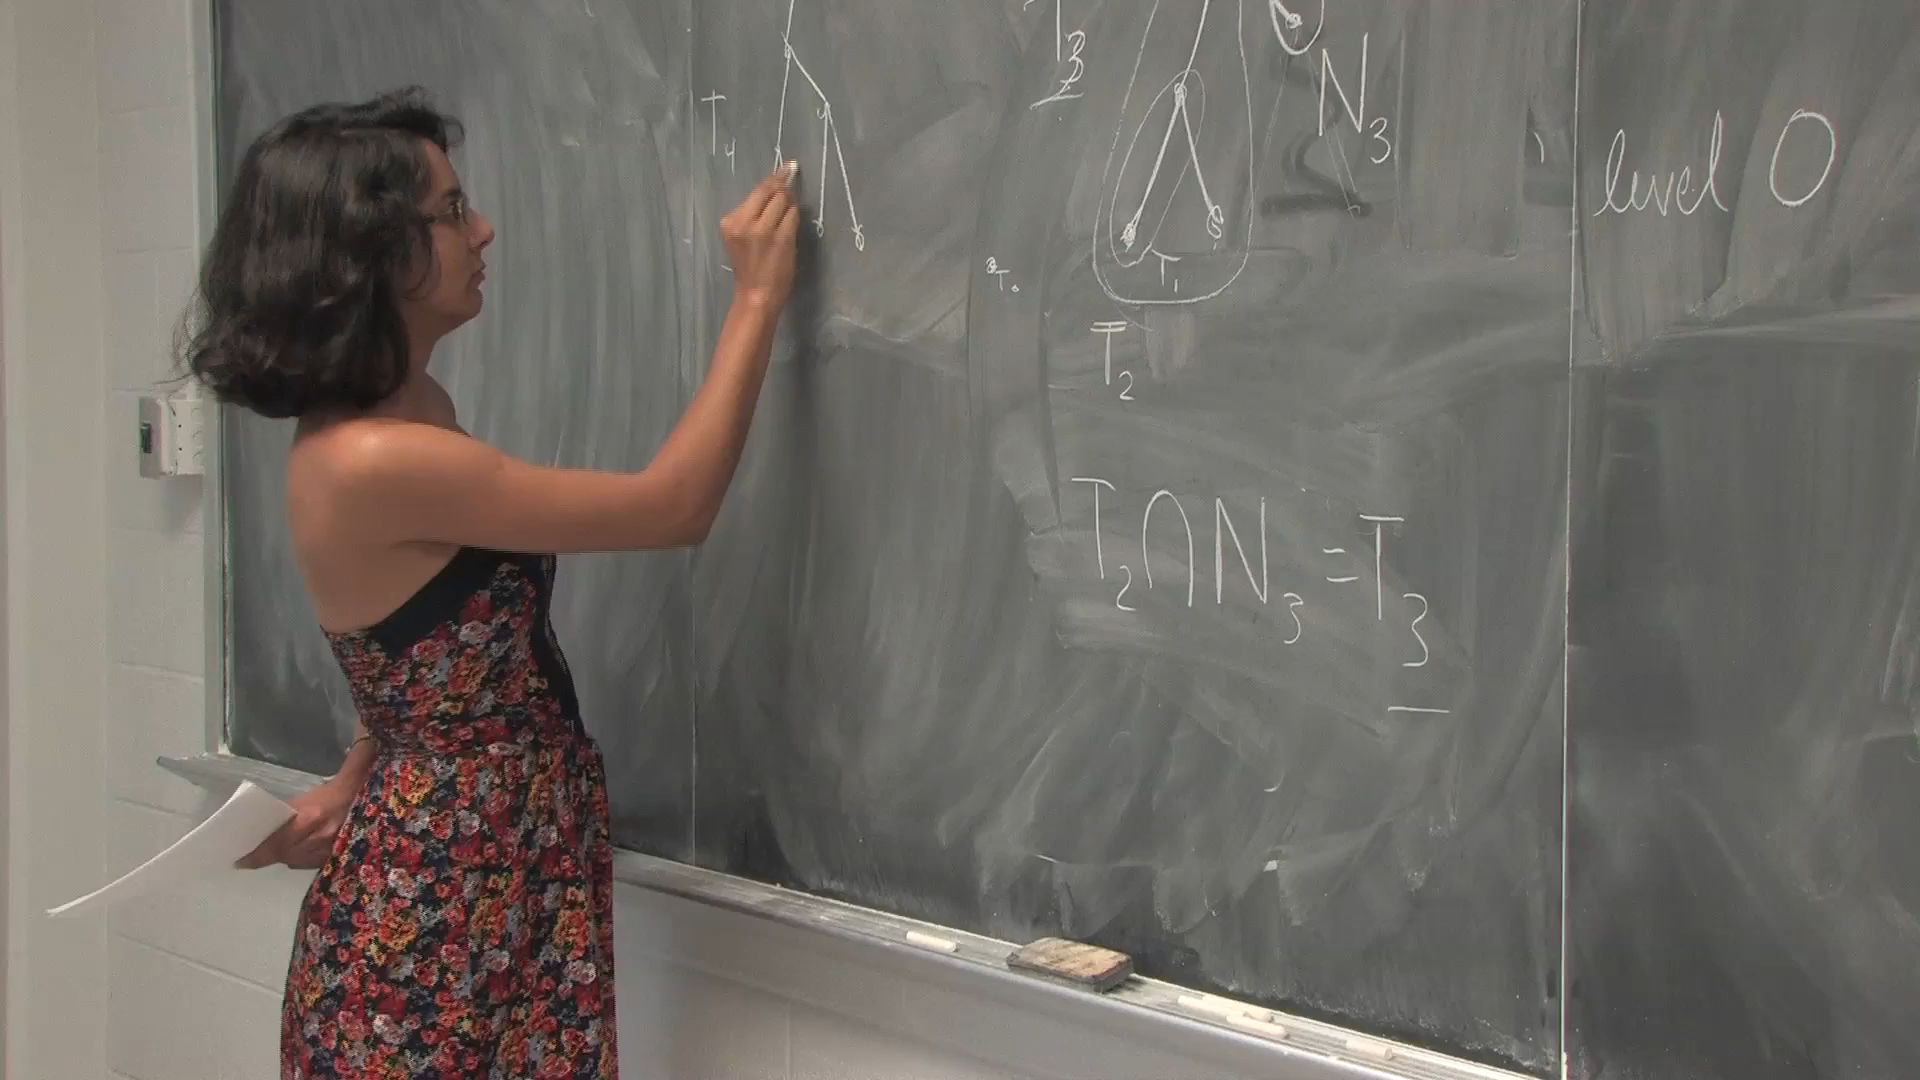 T₃
N₃
T₄
level 0
T₀
T₁
T₂
T₂∩N₃=T₃